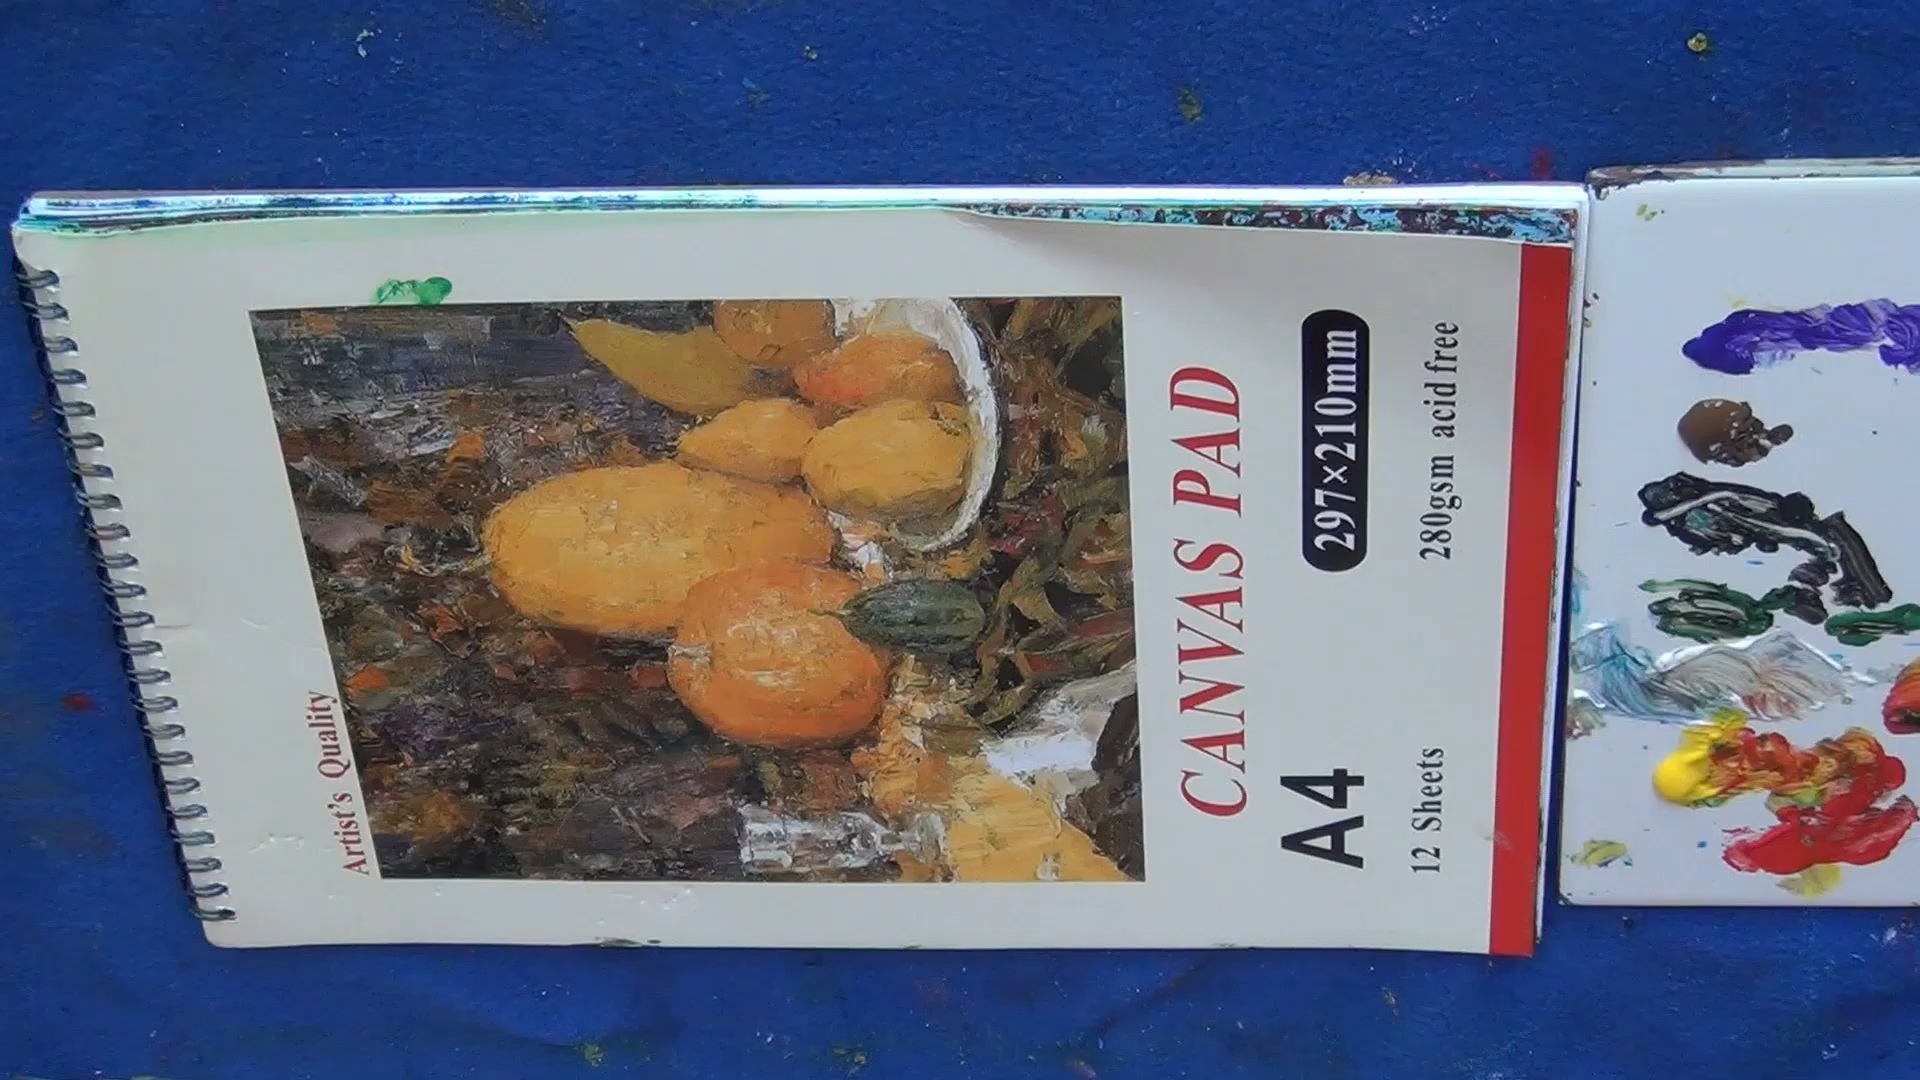 Artist's Quality
CANVAS PAD
A4 297×210mm
12 Sheets 280gsm acid free